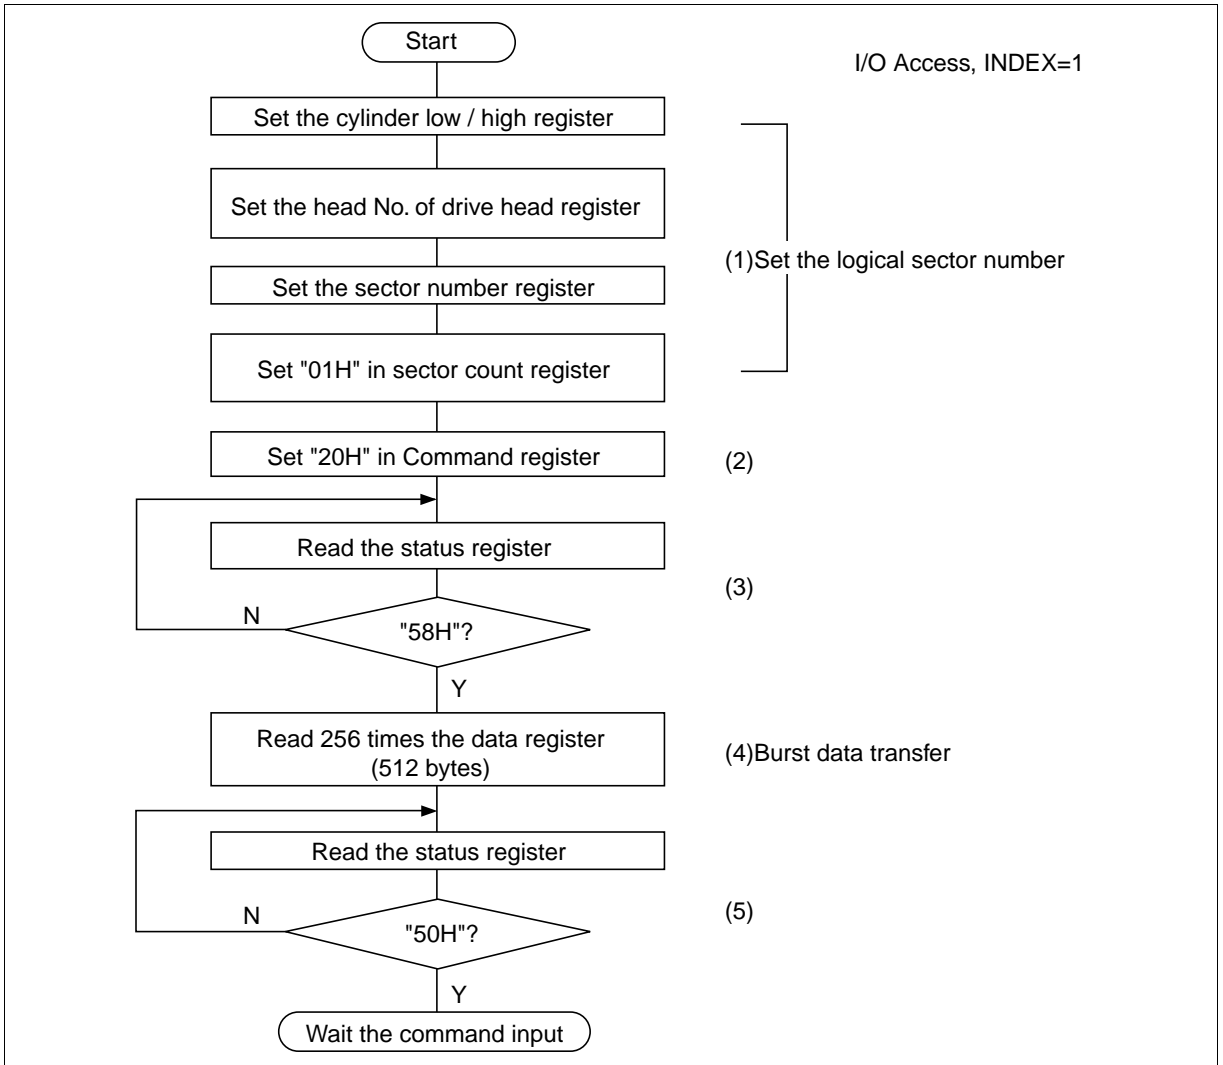 Start
I/O Access, INDEX=1
Set the cylinder low / high register
Set the head No. of drive head register
(1)Set the logical sector number
Set the sector number register
Set "01H" in sector count register
Set "20H" in Command register
(2)
Read the status register
(3)
N
"58H"?
Y
Read 256 times the data register
(512 bytes)
(4)Burst data transfer
Read the status register
N
(5)
"50H"?
Y
Wait the command input